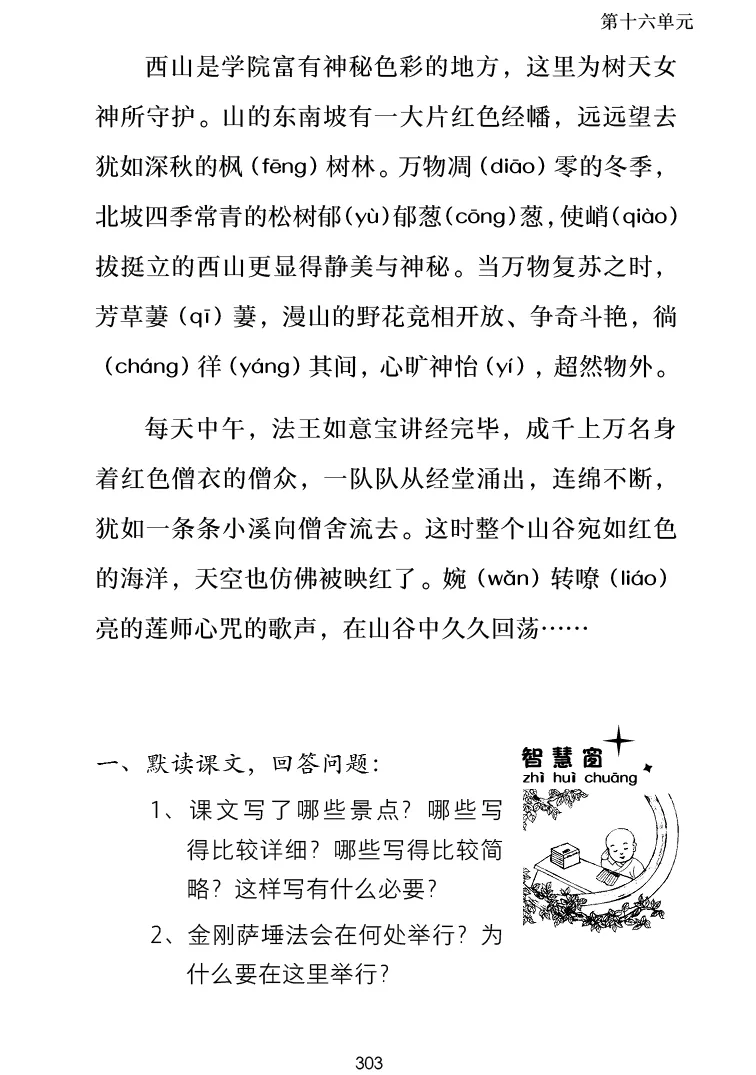 第十六单元
西山是学院富有神秘色彩的地方，这里为树天女
神所守护。山的东南坡有一大片红色经幡，远远望去
犹如深秋的枫（fēng）树林。万物凋（diāo）零的冬季，
北坡四季常青的松树郁（yù）郁葱（cōng）葱，使峭（qiào）
拔挺立的西山更显得静美与神秘。当万物复苏之时，
芳草萋（qī）萋，漫山的野花竞相开放、争奇斗艳，徜
（cháng）徉（yáng）其间，心旷神怡（yí），超然物外。
每天中午，法王如意宝讲经完毕，成千上万名身
着红色僧衣的僧众，一队队从经堂涌出，连绵不断，
犹如一条条小溪向僧舍流去。这时整个山谷宛如红色
的海洋，天空也仿佛被映红了。婉（wǎn）转嘹（liáo）
亮的莲师心咒的歌声，在山谷中久久回荡……
一、默读课文，回答问题：
1、课文写了哪些景点？哪些写
得比较详细？哪些写得比较简
略？这样写有什么必要？
2、金刚萨埵法会在何处举行？为
什么要在这里举行？
智慧窗
zhì huì chuāng
303